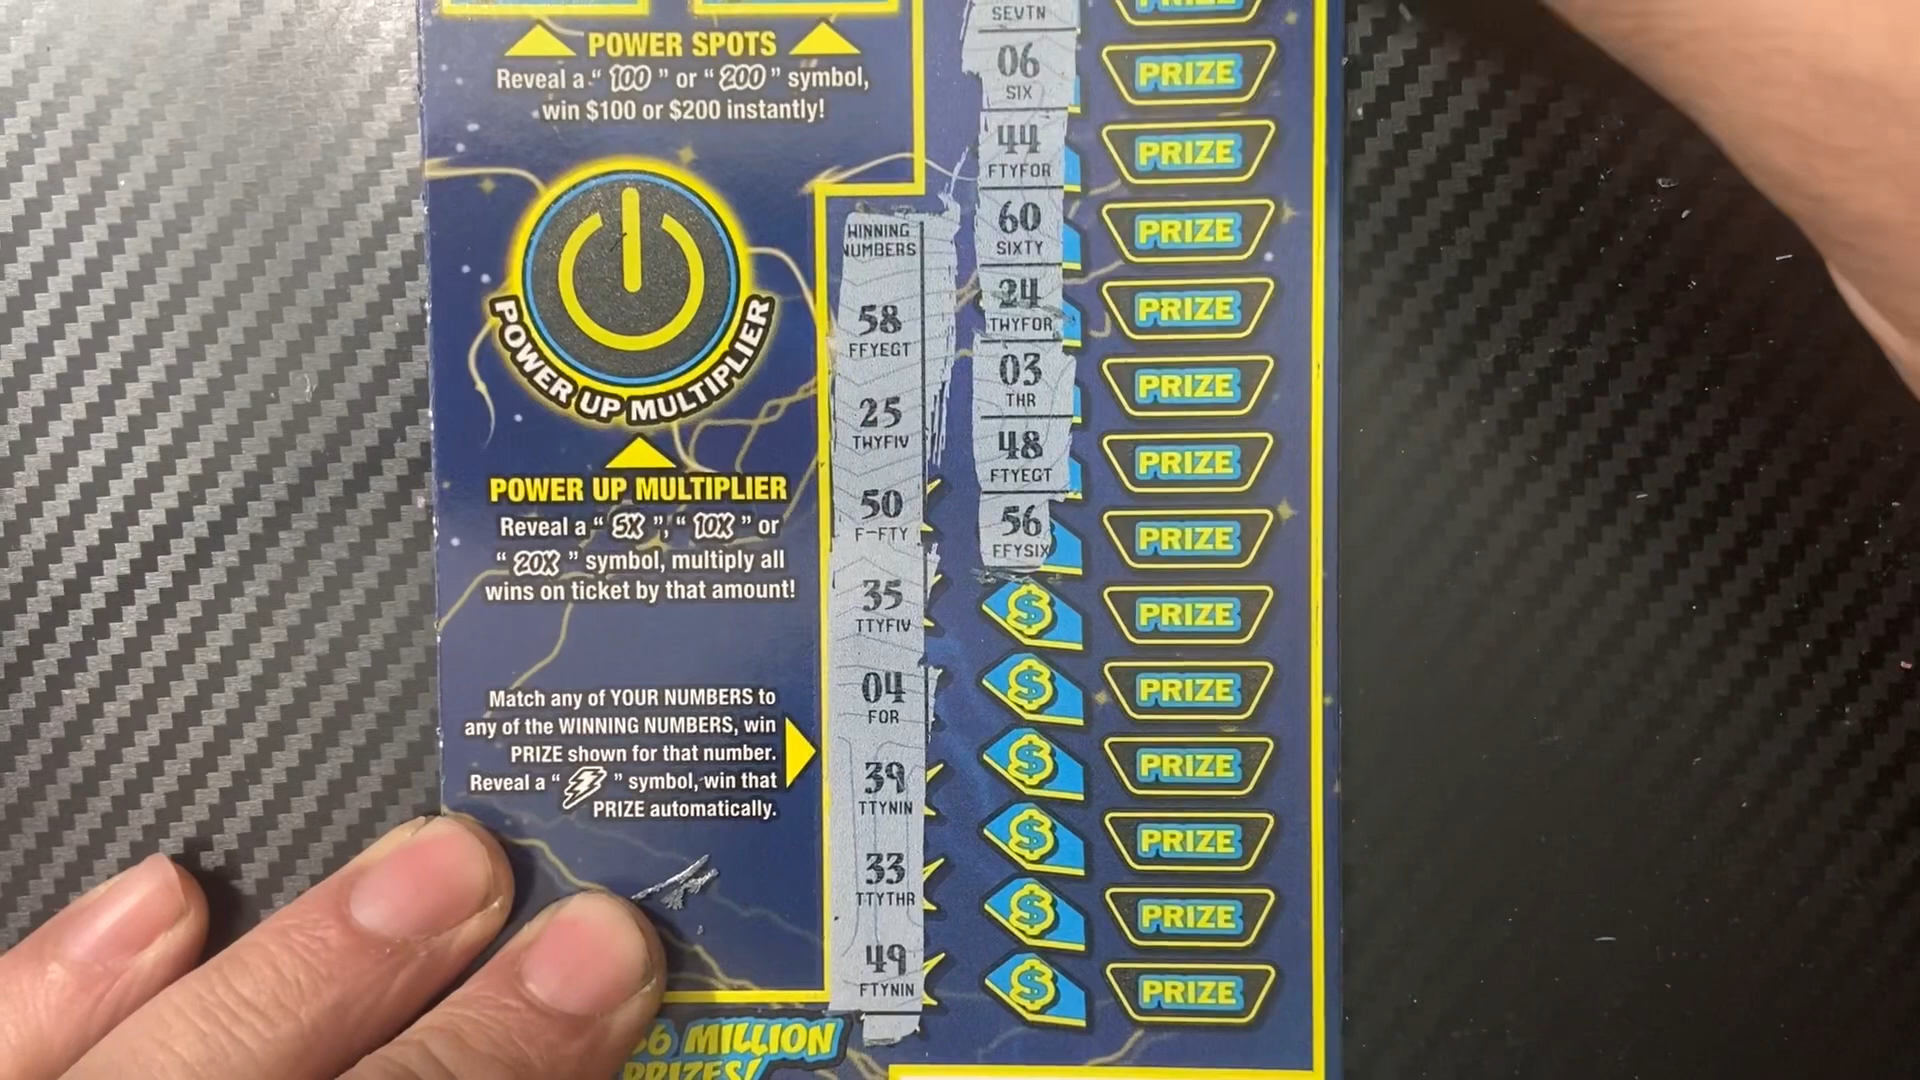 POWER SPOTS
Reveal a “ 100 ” or “ 200 ” symbol,
win $100 or $200 instantly!
POWER UP MULTIPLIER
POWER UP MULTIPLIER
Reveal a “ 5X ”, “ 10X ” or
“ 20X ” symbol, multiply all
wins on ticket by that amount!
Match any of YOUR NUMBERS to
any of the WINNING NUMBERS, win
PRIZE shown for that number.
Reveal a “ ” symbol, win that
PRIZE automatically.
WINNING
NUMBERS
58
FFYEGT
25
TWYFIV
50
F-FTY
35
TTYFIV
04
FOR
39
TTYNIN
33
TTYTHR
49
FTYNIN
SEVTN
PRIZE
06
SIX
PRIZE
44
FTYFOR
PRIZE
60
SIXTY
PRIZE
24
TWYFOR
PRIZE
03
THR
PRIZE
48
FTYEGT
PRIZE
56
FFYSIX
PRIZE
$ PRIZE
$ PRIZE
$ PRIZE
$ PRIZE
$ PRIZE
$ PRIZE
MILLION
PRIZES!